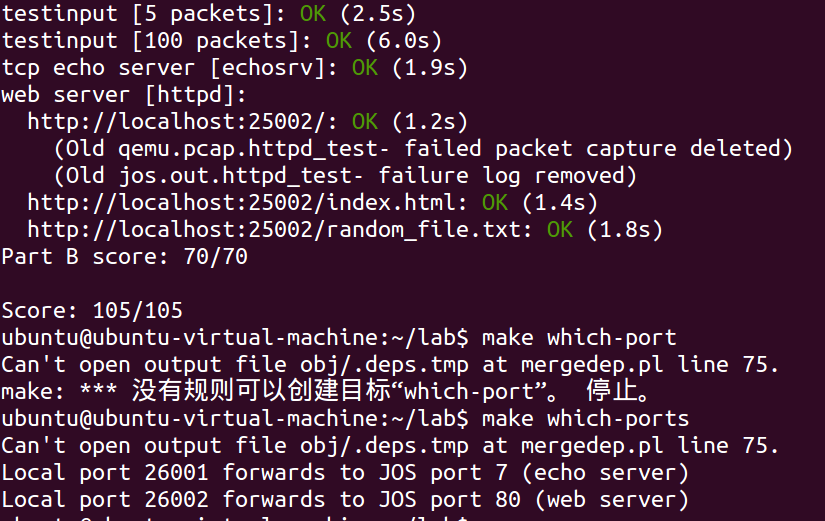 testinput [5 packets]: OK (2.5s)
testinput [100 packets]: OK (6.0s)
tcp echo server [echosrv]: OK (1.9s)
web server [httpd]:
  http://localhost:25002/: OK (1.2s)
    (Old qemu.pcap.httpd_test- failed packet capture deleted)
    (Old jos.out.httpd_test- failure log removed)
  http://localhost:25002/index.html: OK (1.4s)
  http://localhost:25002/random_file.txt: OK (1.8s)
Part B score: 70/70
Score: 105/105
ubuntu@ubuntu-virtual-machine:~/lab$ make which-port
Can't open output file obj/.deps.tmp at mergedep.pl line 75.
make: *** 没有规则可以创建目标“which-port”。 停止。
ubuntu@ubuntu-virtual-machine:~/lab$ make which-ports
Can't open output file obj/.deps.tmp at mergedep.pl line 75.
Local port 26001 forwards to JOS port 7 (echo server)
Local port 26002 forwards to JOS port 80 (web server)